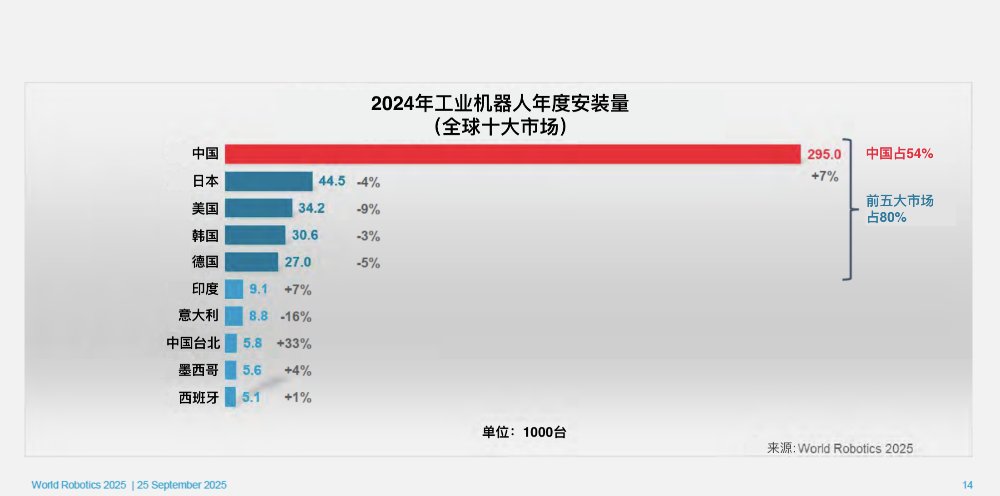 2024年工业机器人年度安装量
（全球十大市场）
中国 295.0 中国占54%
+7%
日本 44.5 -4%
前五大市场
占80%
美国 34.2 -9%
韩国 30.6 -3%
德国 27.0 -5%
印度 9.1 +7%
意大利 8.8 -16%
中国台北 5.8 +33%
墨西哥 5.6 +4%
西班牙 5.1 +1%
单位：1000台
来源: World Robotics 2025
World Robotics 2025 | 25 September 2025
14